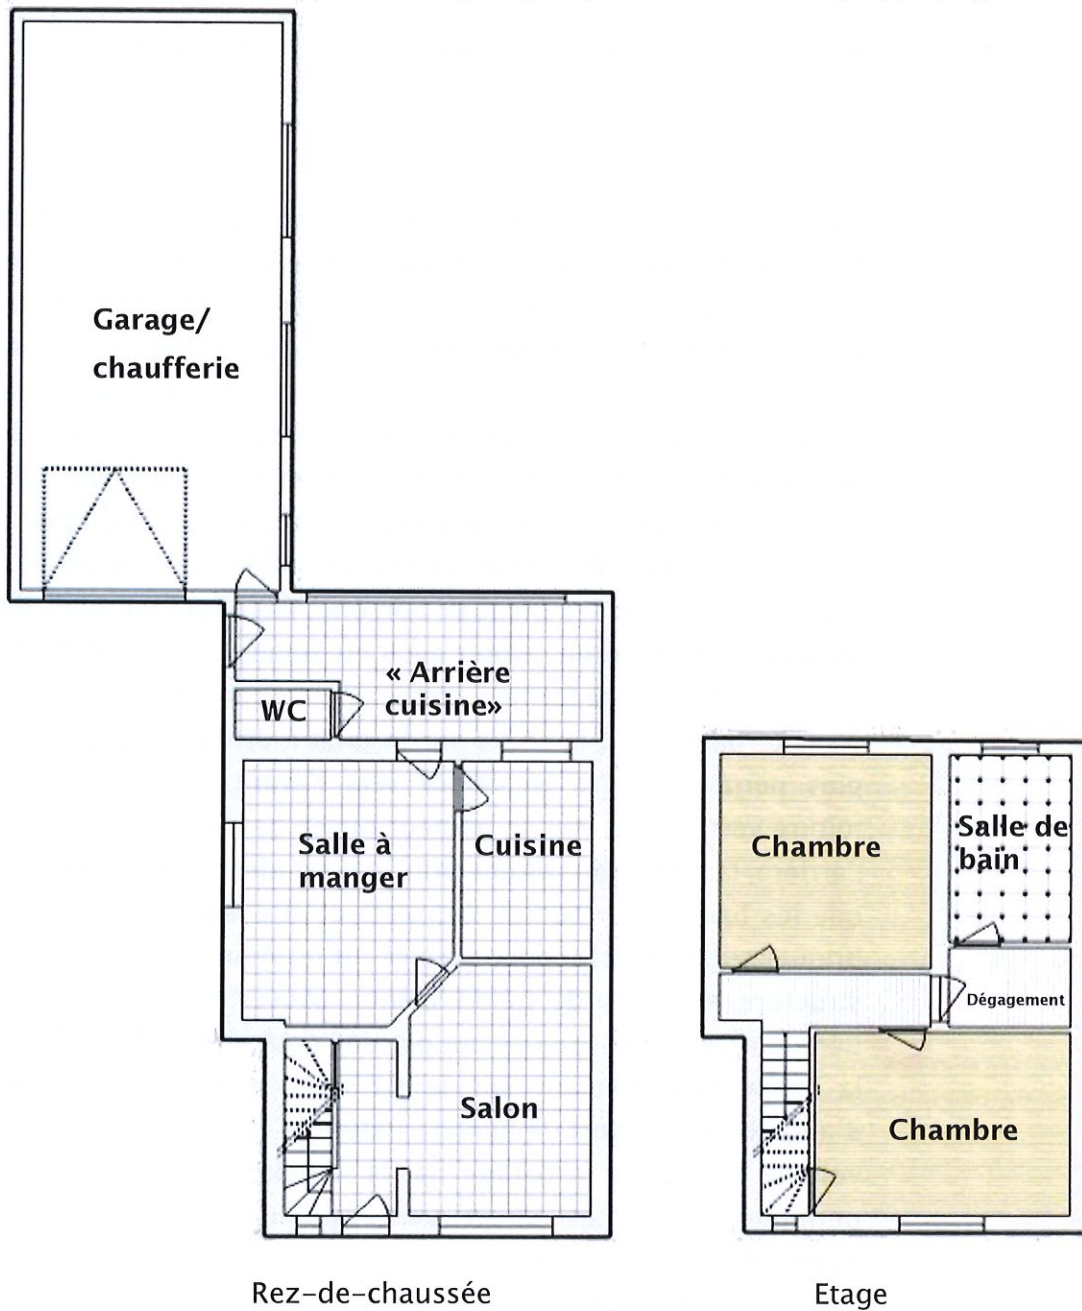 Garage/
chaufferie
« Arrière
cuisine»
WC
Salle à
manger
Cuisine
Salon
Rez-de-chaussée
Chambre
Salle de
bain
Dégagement
Chambre
Etage